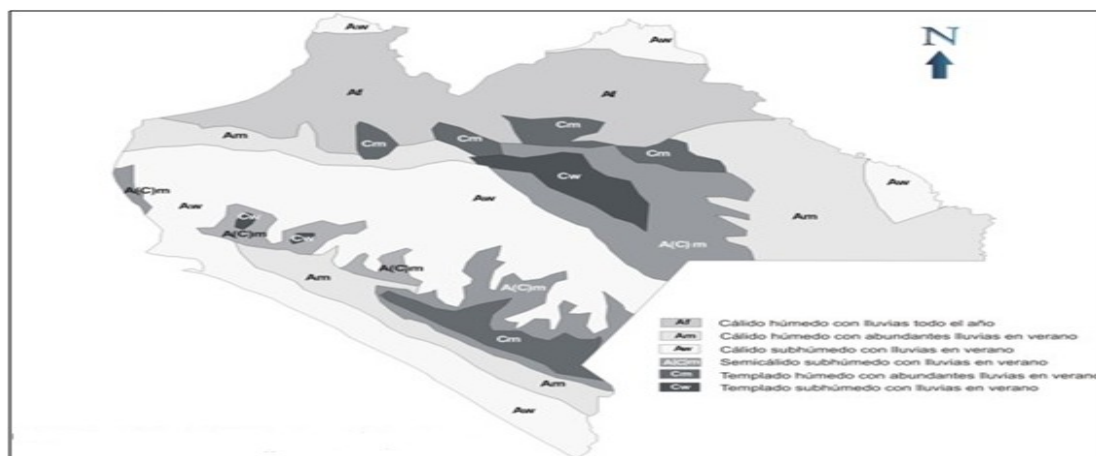 Aw
Aw
N
Af
Af
Am
Cm
Cm
Cm
Cm
Cw
Aw
Aw
A(C)m
Aw
Cw
A(C)m
Cw
Am
A(C)m
Am
A(C)m
A(C)m
Cm
Am
Aw
Af Cálido húmedo con lluvias todo el año
Am Cálido húmedo con abundantes lluvias en verano
Aw Cálido subhúmedo con lluvias en verano
A(C)m Semicálido subhúmedo con lluvias en verano
Cm Templado húmedo con abundantes lluvias en verano
Cw Templado subhúmedo con lluvias en verano